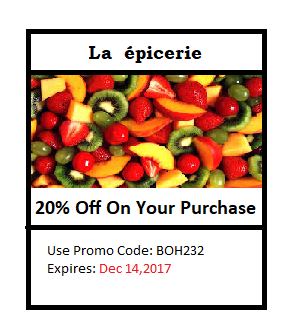 La épicerie
20% Off On Your Purchase
Use Promo Code: BOH232
Expires: Dec 14,2017